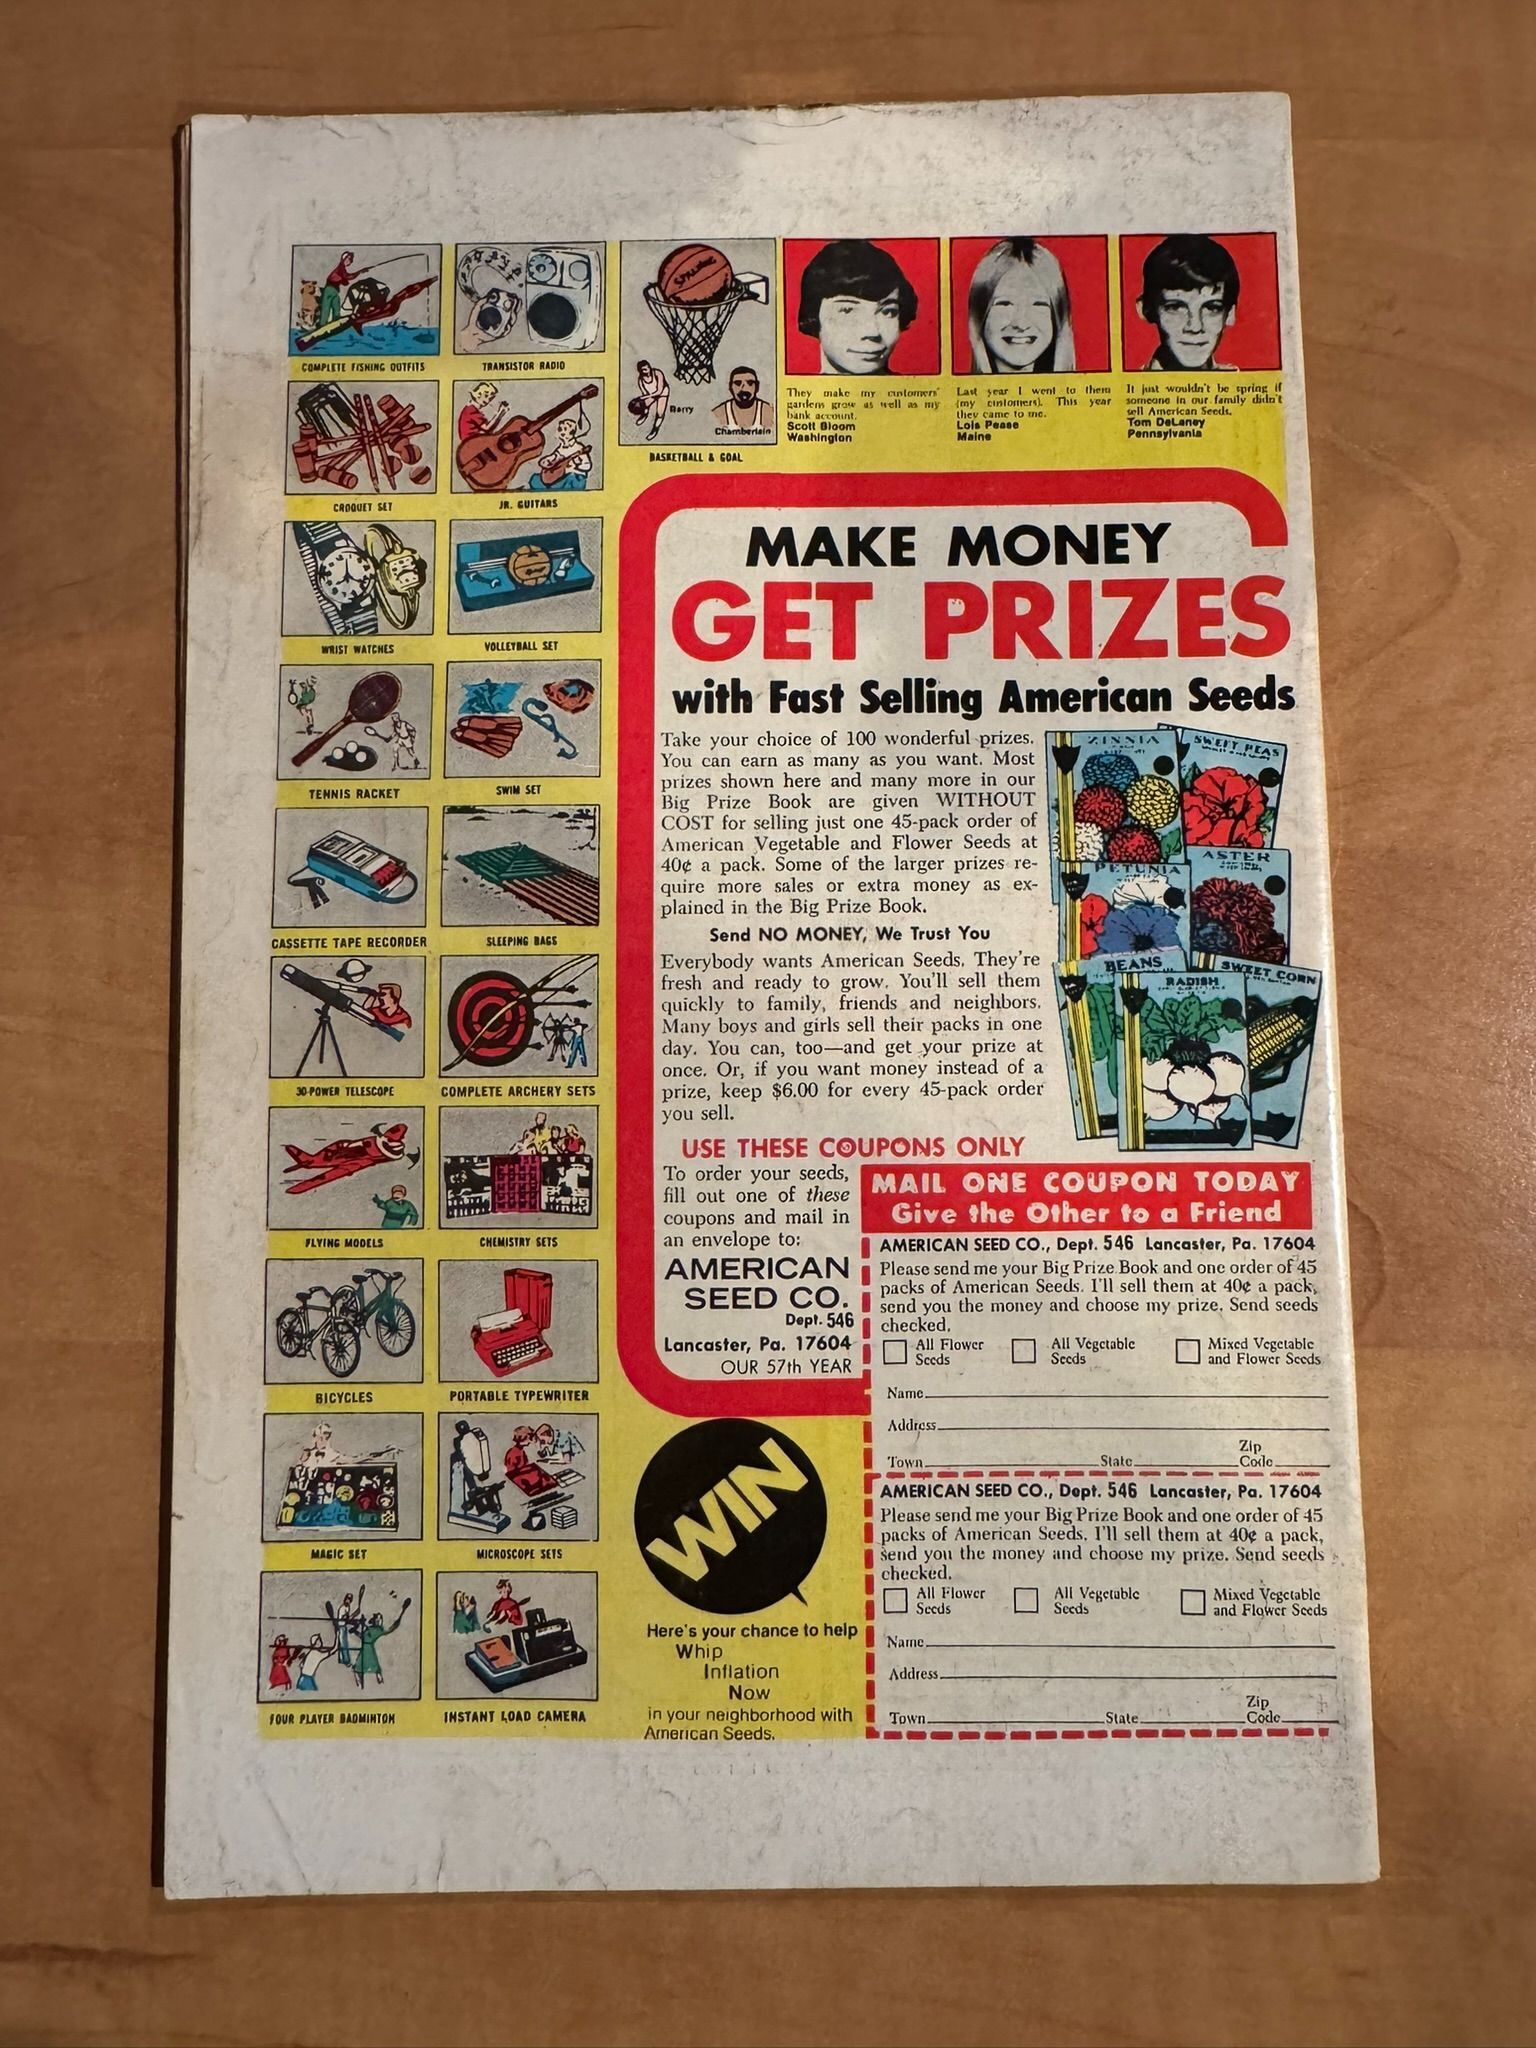 COMPLETE FISHING OUTFITS
TRANSISTOR RADIO
CROQUET SET
JR. GUITARS
WRIST WATCHES
VOLLEYBALL SET
TENNIS RACKET
SWIM SET
CASSETTE TAPE RECORDER
SLEEPING BAGS
30-POWER TELESCOPE
COMPLETE ARCHERY SETS
FLYING MODELS
CHEMISTRY SETS
BICYCLES
PORTABLE TYPEWRITER
MAGIC SET
MICROSCOPE SETS
FOUR PLAYER BADMINTON
INSTANT LOAD CAMERA
SPALDING
Barry
Chamberlain
BASKETBALL & GOAL
They make my customers'
gardens grow as well as my
bank account.
Scott Bloom
Washington
Last year I went to them
(my customers). This year
they came to me.
Lois Pease
Maine
It just wouldn't be spring if
someone in our family didn't
sell American Seeds.
Tom DeLaney
Pennsylvania
MAKE MONEY
GET PRIZES
with Fast Selling American Seeds
Take your choice of 100 wonderful prizes.
You can earn as many as you want. Most
prizes shown here and many more in our
Big Prize Book are given WITHOUT
COST for selling just one 45-pack order of
American Vegetable and Flower Seeds at
40¢ a pack. Some of the larger prizes re-
quire more sales or extra money as ex-
plained in the Big Prize Book.
Send NO MONEY, We Trust You
Everybody wants American Seeds. They're
fresh and ready to grow. You'll sell them
quickly to family, friends and neighbors.
Many boys and girls sell their packs in one
day. You can, too—and get your prize at
once. Or, if you want money instead of a
prize, keep $6.00 for every 45-pack order
you sell.
ZINNIA
SWEET PEAS
PETUNIA
ASTER
BEANS
RADISH
SWEET CORN
USE THESE COUPONS ONLY
To order your seeds,
fill out one of these
coupons and mail in
an envelope to:
AMERICAN
SEED CO.
Dept. 546
Lancaster, Pa. 17604
OUR 57th YEAR
MAIL ONE COUPON TODAY
Give the Other to a Friend
AMERICAN SEED CO., Dept. 546 Lancaster, Pa. 17604
Please send me your Big Prize Book and one order of 45
packs of American Seeds. I'll sell them at 40¢ a pack,
send you the money and choose my prize. Send seeds
checked.
All Flower Seeds
All Vegetable Seeds
Mixed Vegetable and Flower Seeds
Name
Address
Town State Zip Code
AMERICAN SEED CO., Dept. 546 Lancaster, Pa. 17604
Please send me your Big Prize Book and one order of 45
packs of American Seeds. I'll sell them at 40¢ a pack,
send you the money and choose my prize. Send seeds
checked.
All Flower Seeds
All Vegetable Seeds
Mixed Vegetable and Flower Seeds
Name
Address
Town State Zip Code
WIN
Here's your chance to help
Whip
Inflation
Now
in your neighborhood with
American Seeds.